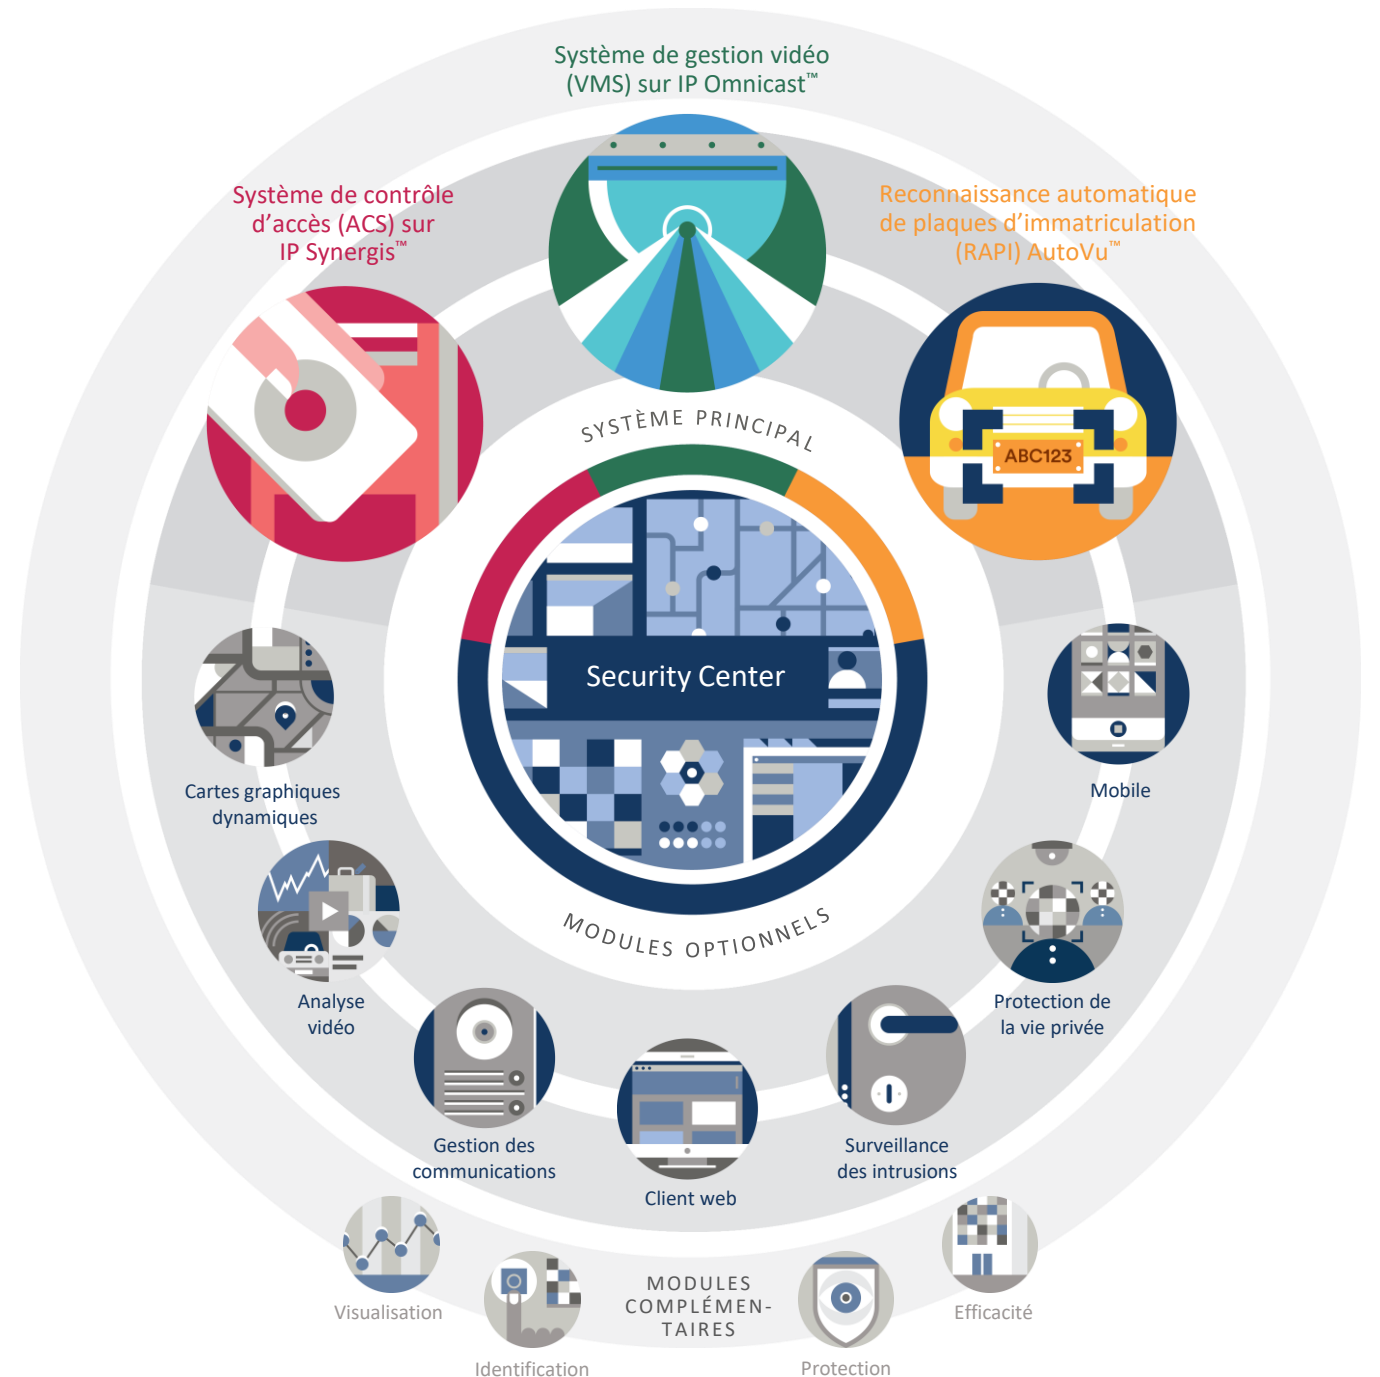 Système de gestion vidéo
(VMS) sur IP Omnicast™
Système de contrôle
d'accès (ACS) sur
IP Synergis™
Reconnaissance automatique
de plaques d'immatriculation
(RAPI) AutoVu™
SYSTÈME PRINCIPAL
ABC123
Security Center
Cartes graphiques
dynamiques
Mobile
MODULES OPTIONNELS
Analyse
vidéo
Protection de
la vie privée
Gestion des
communications
Surveillance
des intrusions
Client web
Visualisation
MODULES
COMPLÉMEN-
TAIRES
Efficacité
Identification
Protection